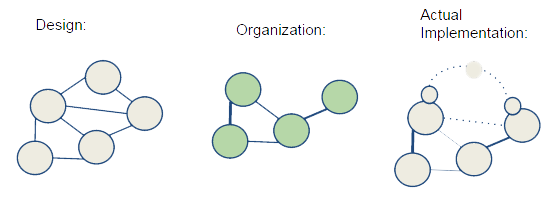 Design:
Organization:
Actual
Implementation: